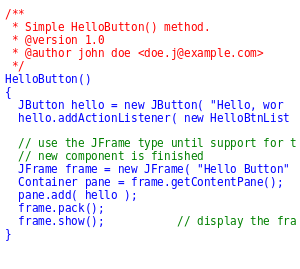 /**
 * Simple HelloButton() method.
 * @version 1.0
 * @author john doe <doe.j@example.com>
 */
HelloButton()
{
  JButton hello = new JButton( "Hello, wor
  hello.addActionListener( new HelloBtnList

  // use the JFrame type until support for t
  // new component is finished
  JFrame frame = new JFrame( "Hello Button"
  Container pane = frame.getContentPane();
  pane.add( hello );
  frame.pack();
  frame.show();           // display the fra
}